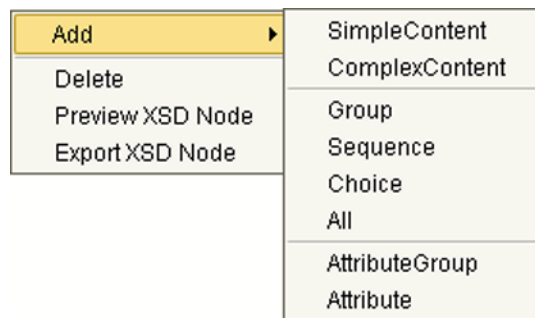 Add
Delete
Preview XSD Node
Export XSD Node
SimpleContent
ComplexContent
Group
Sequence
Choice
All
AttributeGroup
Attribute